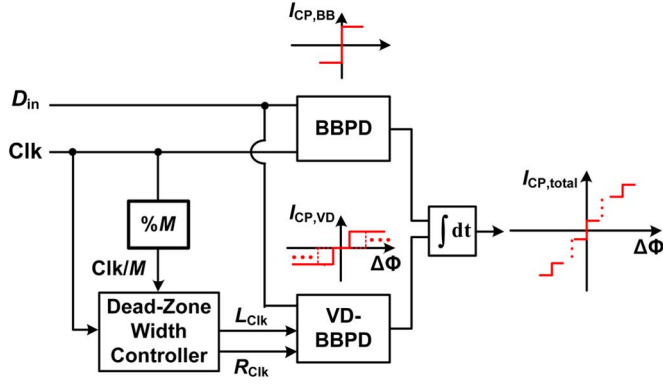 I_CP,BB
D_in
Clk
BBPD
I_CP,total
%M
I_CP,VD
∫dt
ΔΦ
ΔΦ
Clk/M
Dead-Zone
Width
Controller
L_Clk
R_Clk
VD-
BBPD